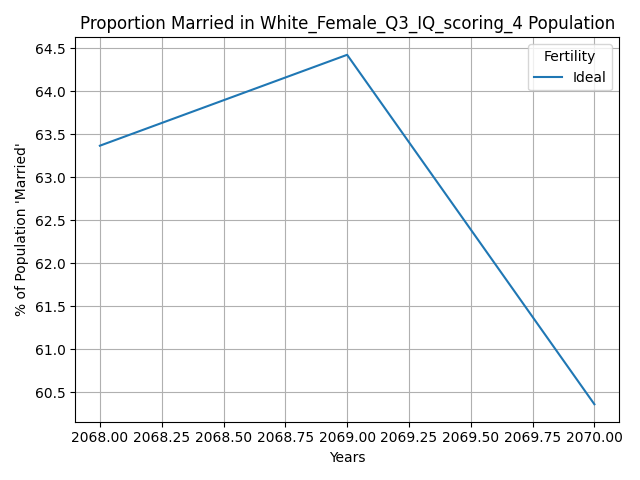 Proportion Married in White_Female_Q3_IQ_scoring_4 Population
64.5
64.0
63.5
63.0
62.5
62.0
61.5
61.0
60.5
% of Population 'Married'
Fertility
Ideal
2068.00 2068.25 2068.50 2068.75 2069.00 2069.25 2069.50 2069.75 2070.00
Years